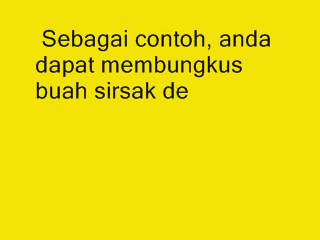 Sebagai contoh, anda
dapat membungkus
buah sirsak de